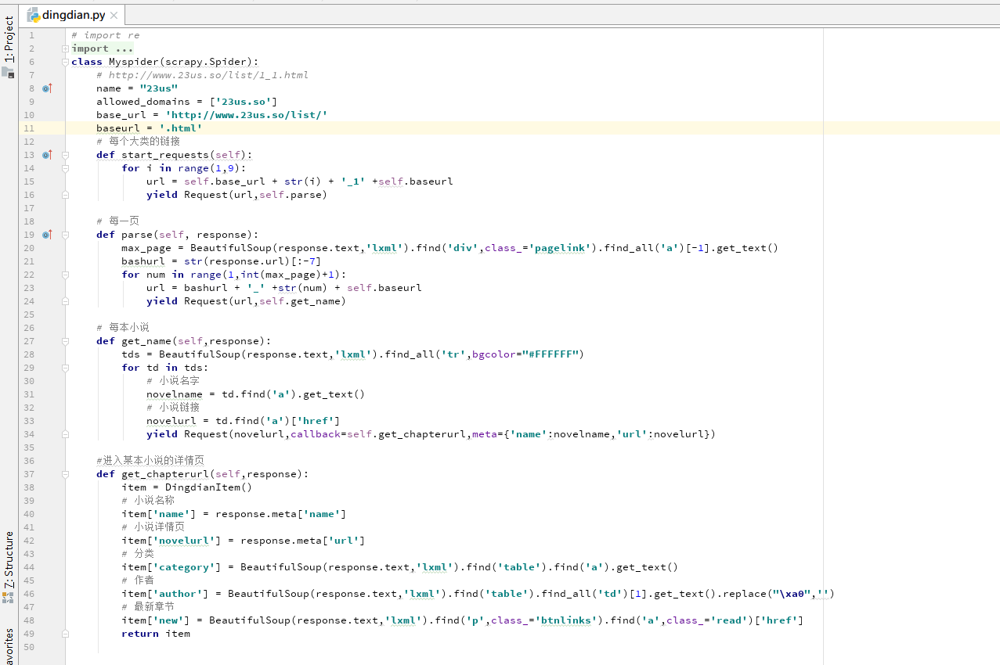 dingdian.py
1: Project
Z: Structure
avorites
1 # import re
2 import ...
6 class Myspider(scrapy.Spider):
7 # http://www.23us.so/list/1_1.html
8 name = "23us"
9 allowed_domains = ['23us.so']
10 base_url = 'http://www.23us.so/list/'
11 baseurl = '.html'
12 # 每个大类的链接
13 def start_requests(self):
14 for i in range(1,9):
15 url = self.base_url + str(i) + '_1' +self.baseurl
16 yield Request(url,self.parse)
17
18 # 每一页
19 def parse(self, response):
20 max_page = BeautifulSoup(response.text,'lxml').find('div',class_='pagelink').find_all('a')[-1].get_text()
21 bashurl = str(response.url)[:-7]
22 for num in range(1,int(max_page)+1):
23 url = bashurl + '_' +str(num) + self.baseurl
24 yield Request(url,self.get_name)
25
26 # 每本小说
27 def get_name(self,response):
28 tds = BeautifulSoup(response.text,'lxml').find_all('tr',bgcolor="#FFFFFF")
29 for td in tds:
30 # 小说名字
31 novelname = td.find('a').get_text()
32 # 小说链接
33 novelurl = td.find('a')['href']
34 yield Request(novelurl,callback=self.get_chapterurl,meta={'name':novelname,'url':novelurl})
35
36 #进入某本小说的详情页
37 def get_chapterurl(self,response):
38 item = DingdianItem()
39 # 小说名称
40 item['name'] = response.meta['name']
41 # 小说详情页
42 item['novelurl'] = response.meta['url']
43 # 分类
44 item['category'] = BeautifulSoup(response.text,'lxml').find('table').find('a').get_text()
45 # 作者
46 item['author'] = BeautifulSoup(response.text,'lxml').find('table').find_all('td')[1].get_text().replace("\xa0",'')
47 # 最新章节
48 item['new'] = BeautifulSoup(response.text,'lxml').find('p',class_='btnlinks').find('a',class_='read')['href']
49 return item
50